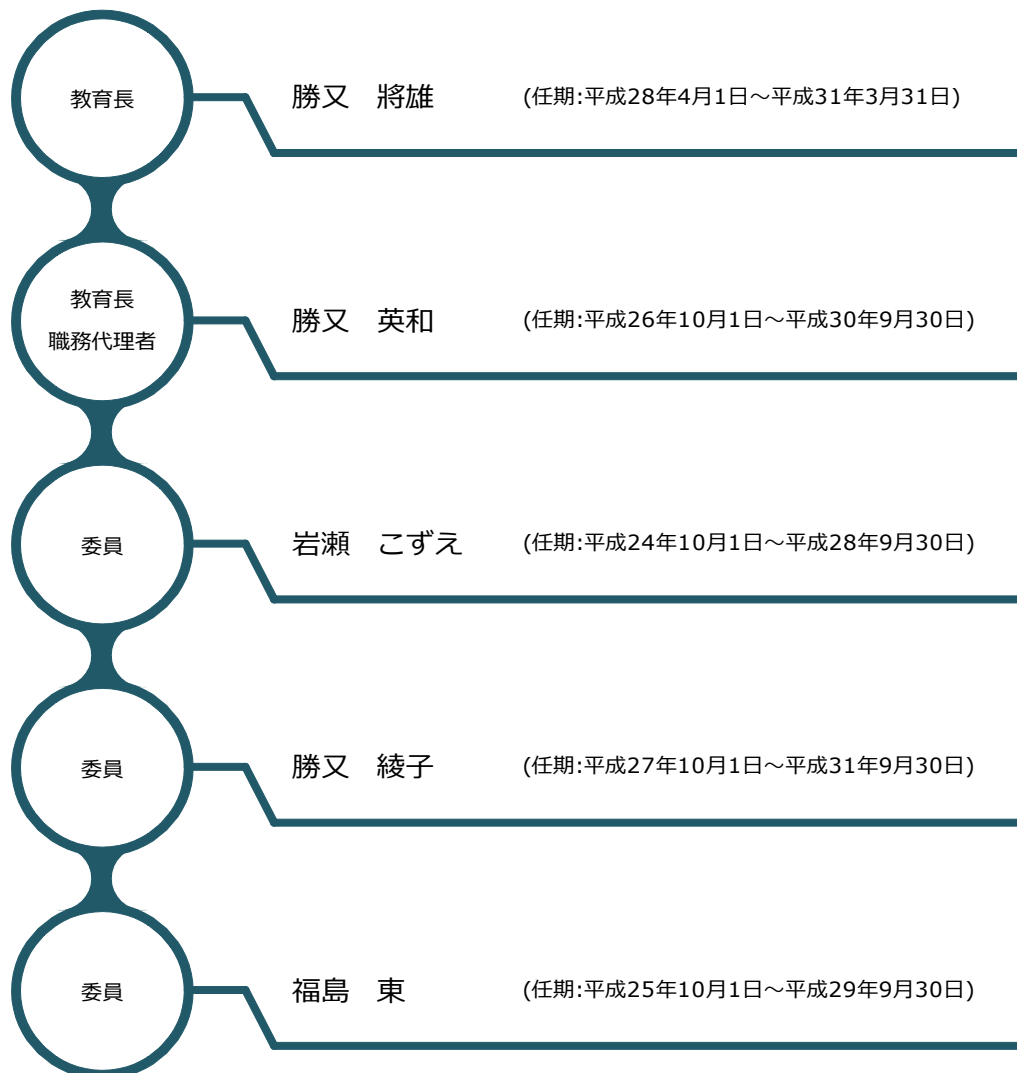 教育長
勝又　將雄　(任期:平成28年4月1日～平成31年3月31日)
教育長
職務代理者
勝又　英和　(任期:平成26年10月1日～平成30年9月30日)
委員
岩瀬　こずえ　(任期:平成24年10月1日～平成28年9月30日)
委員
勝又　綾子　(任期:平成27年10月1日～平成31年9月30日)
委員
福島　東　(任期:平成25年10月1日～平成29年9月30日)